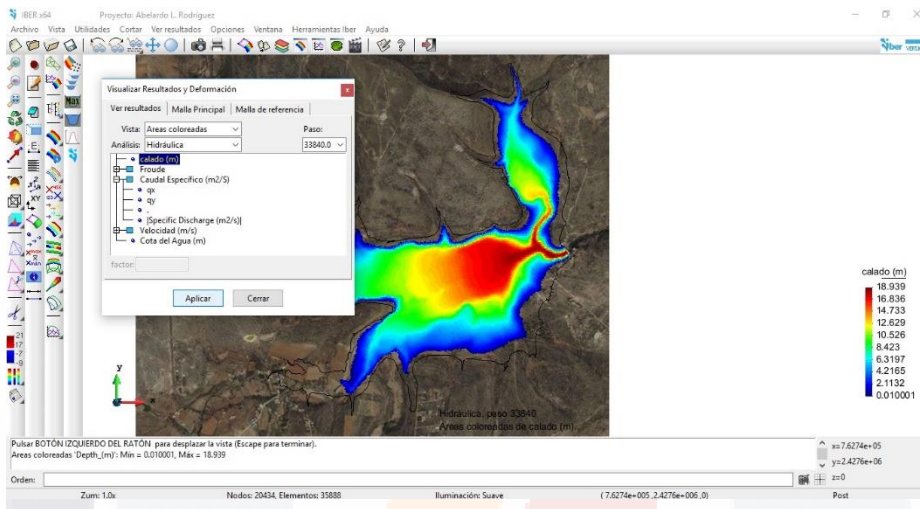 IBER x64 Proyecto: Abelardo L. Rodriguez
Archivo Vista Utilidades Cortar Ver resultados Opciones Ventana Herramientas Iber Ayuda
Iber
Visualizar Resultados y Deformación
Ver resultados Malla Principal Malla de referencia
Vista: Areas coloreadas Paso:
Análisis: Hidráulica 33840.0
calado (m)
Froude
Caudal Específico (m2/S)
qx
qy
.
|Specific Discharge (m2/s)|
Velocidad (m/s)
Cota del Agua (m)
factor:
Aplicar Cerrar
calado (m)
18.939
16.836
14.733
12.629
10.526
8.423
6.3197
4.2165
2.1132
0.010001
Hidráulica, paso 33840
Areas coloreadas de calado (m).
y
Pulsar BOTÓN IZQUIERDO DEL RATÓN para desplazar la vista (Escape para terminar).
Areas coloreadas 'Depth_(m)': Mín = 0.010001, Máx = 18.939
x=7.6274e+05
y=2.4276e+06
z=0
Orden:
Zum: 1.0x Nodos: 20434, Elementos: 35888 Iluminación: Suave (7.6274e+005 ,2.4276e+006 ,0) Post